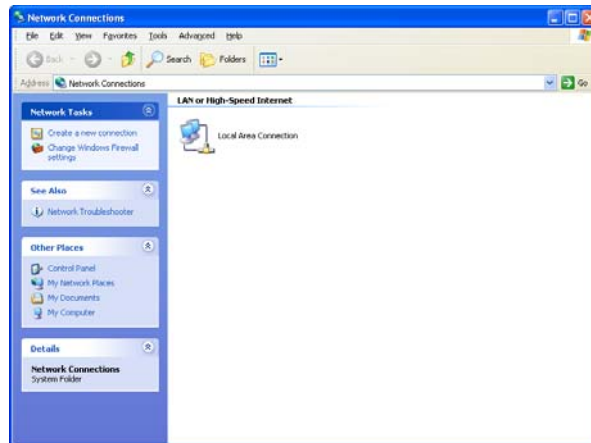 Network Connections
File Edit View Favorites Tools Advanced Help
Back Search Folders
Address Network Connections Go
Network Tasks
Create a new connection
Change Windows Firewall
settings
See Also
Network Troubleshooter
Other Places
Control Panel
My Network Places
My Documents
My Computer
Details
Network Connections
System Folder
LAN or High-Speed Internet
Local Area Connection